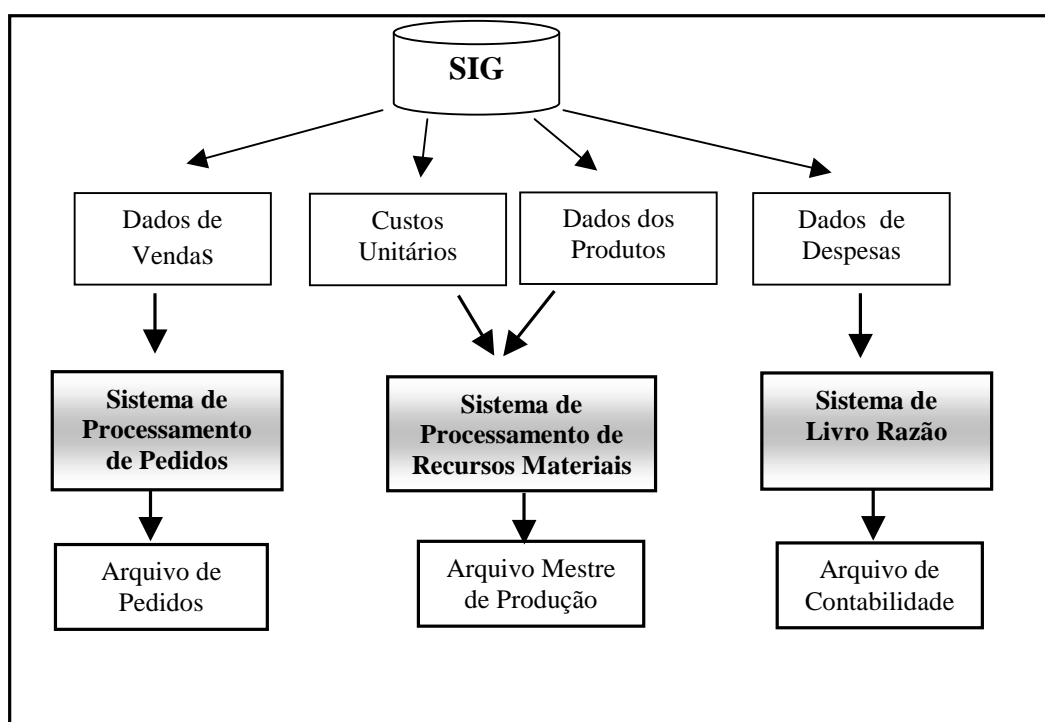 SIG
Dados de
Vendas
Custos
Unitários
Dados dos
Produtos
Dados de
Despesas
Sistema de
Processamento
de Pedidos
Sistema de
Processamento de
Recursos Materiais
Sistema de
Livro Razão
Arquivo de
Pedidos
Arquivo Mestre
de Produção
Arquivo de
Contabilidade